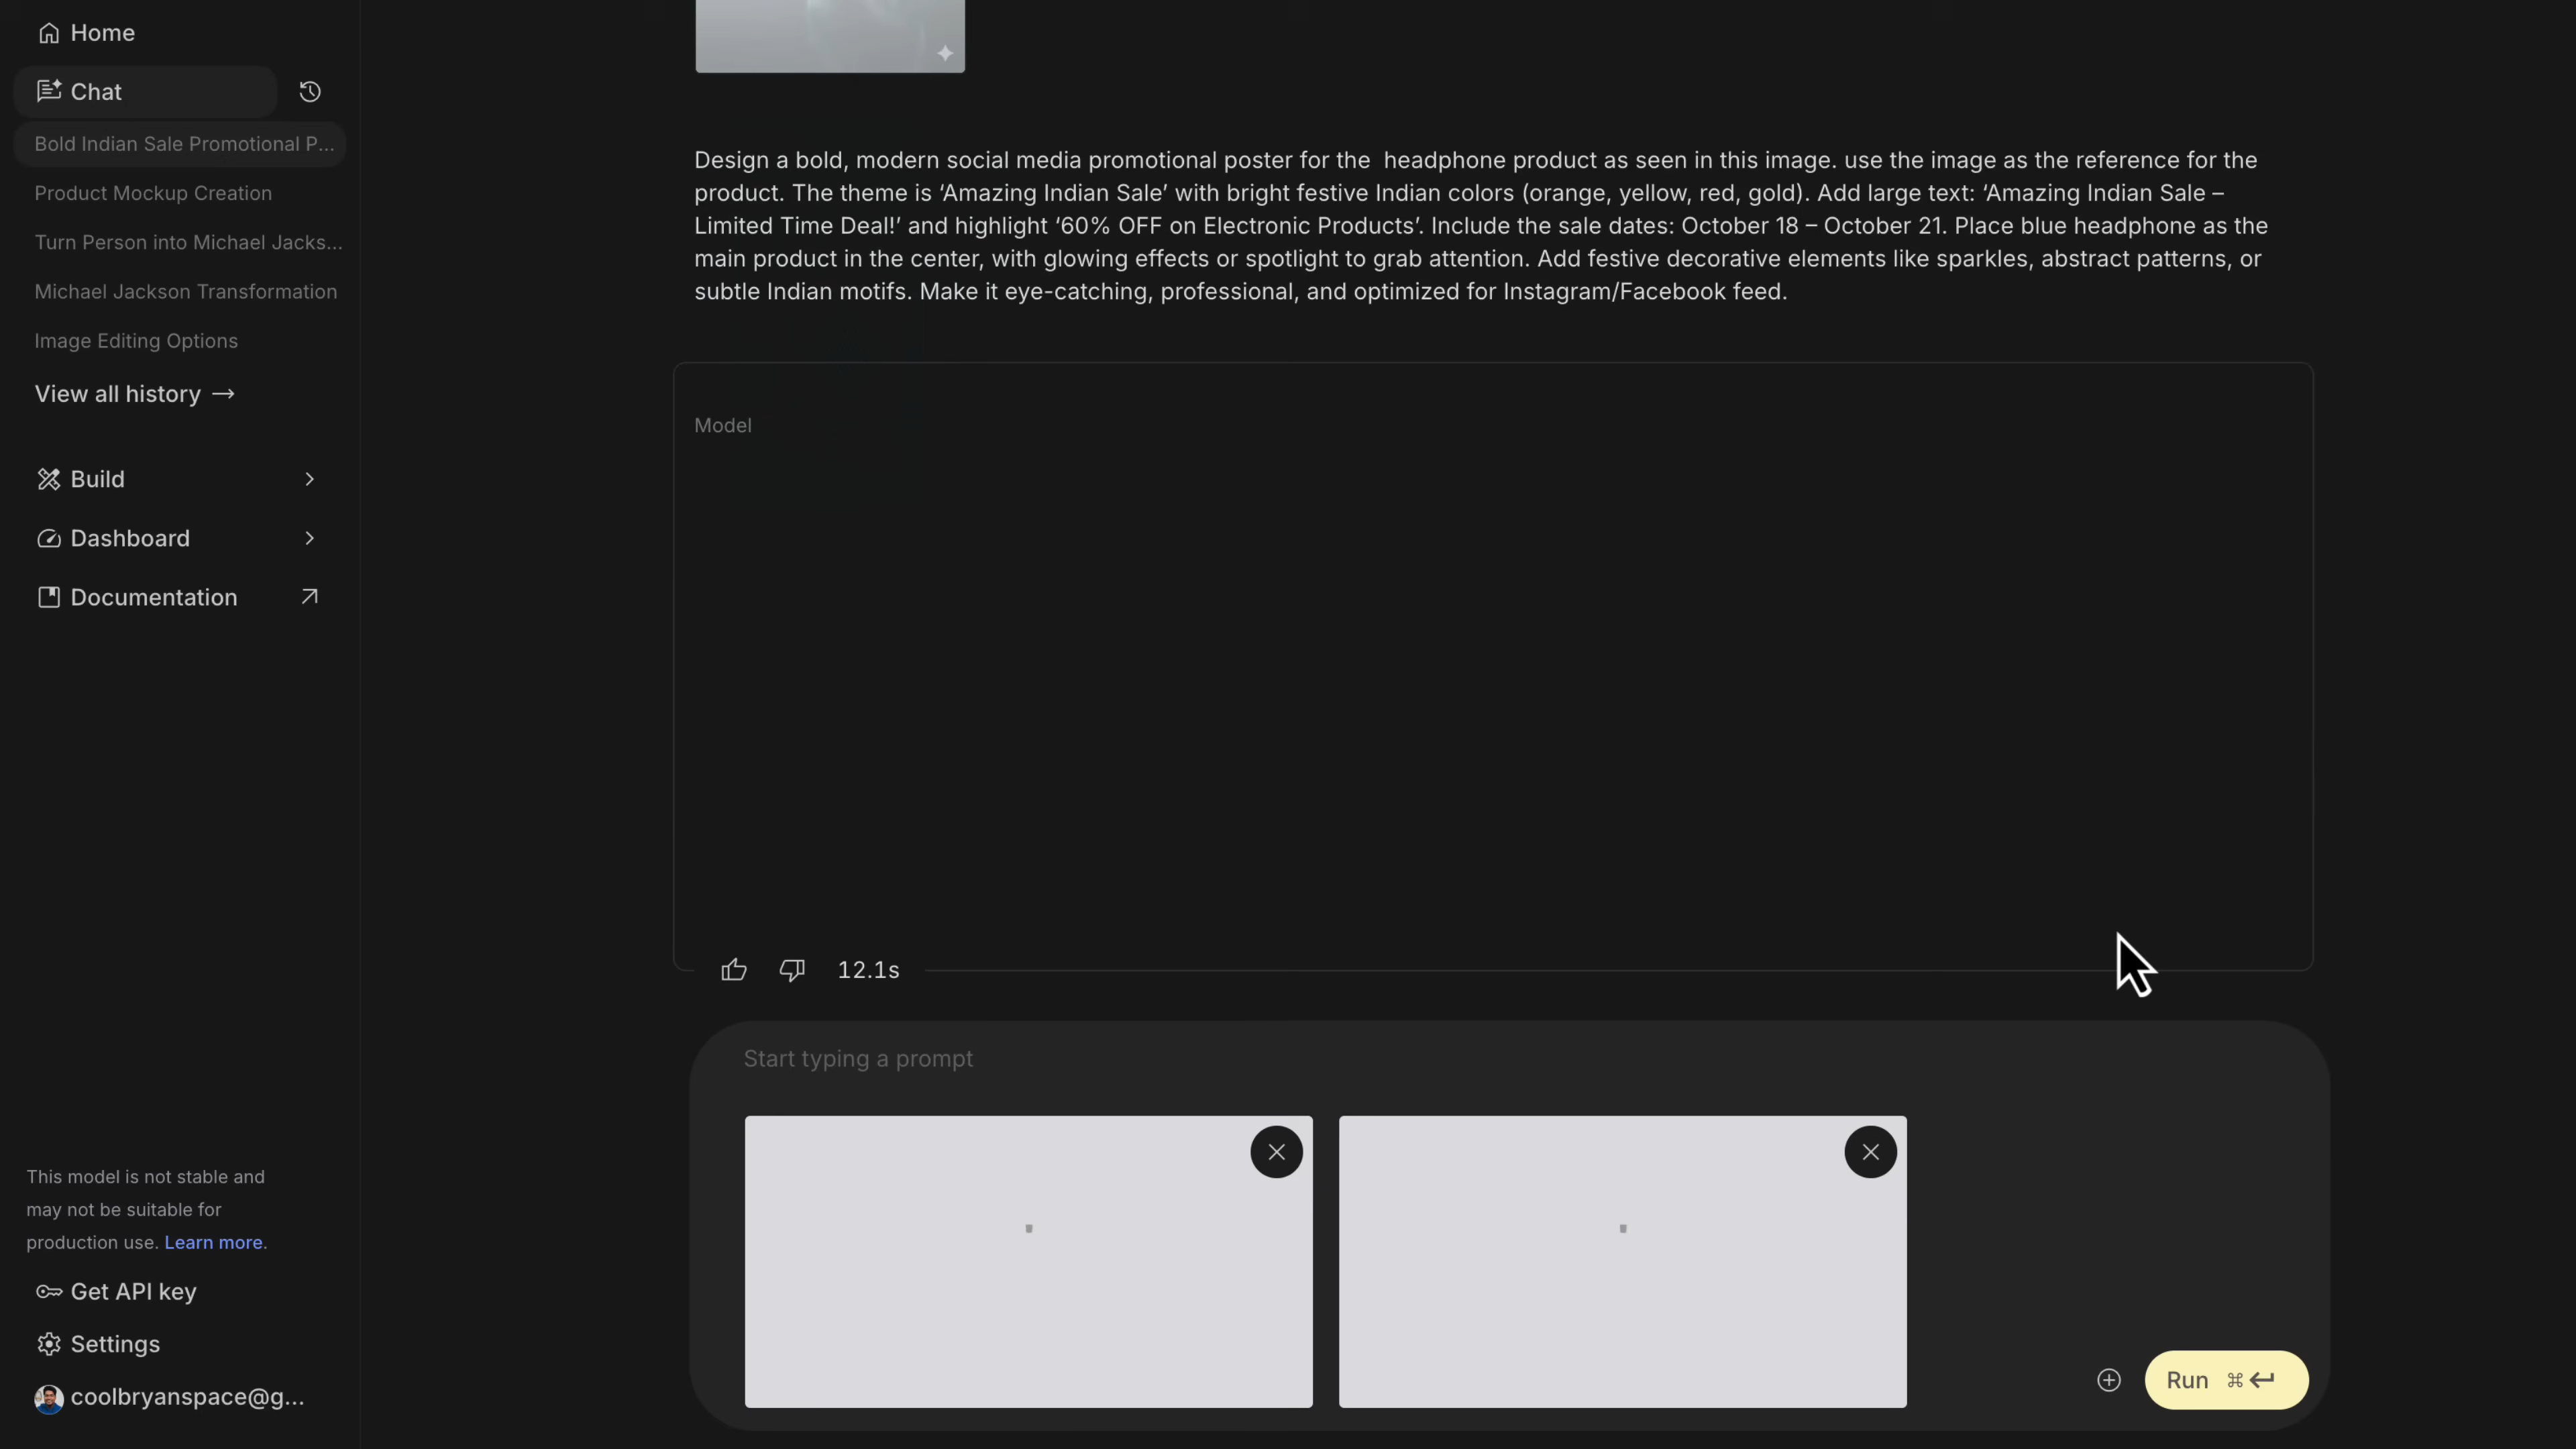 Home
Chat
Bold Indian Sale Promotional P...
Product Mockup Creation
Turn Person into Michael Jacks...
Michael Jackson Transformation
Image Editing Options
View all history
Build
Dashboard
Documentation
This model is not stable and
may not be suitable for
production use. Learn more.
Get API key
Settings
coolbryanspace@g...
Design a bold, modern social media promotional poster for the  headphone product as seen in this image. use the image as the reference for the
product. The theme is ‘Amazing Indian Sale’ with bright festive Indian colors (orange, yellow, red, gold). Add large text: ‘Amazing Indian Sale –
Limited Time Deal!’ and highlight ‘60% OFF on Electronic Products’. Include the sale dates: October 18 – October 21. Place blue headphone as the
main product in the center, with glowing effects or spotlight to grab attention. Add festive decorative elements like sparkles, abstract patterns, or
subtle Indian motifs. Make it eye-catching, professional, and optimized for Instagram/Facebook feed.
Model
12.1s
Start typing a prompt
Run ⌘↵